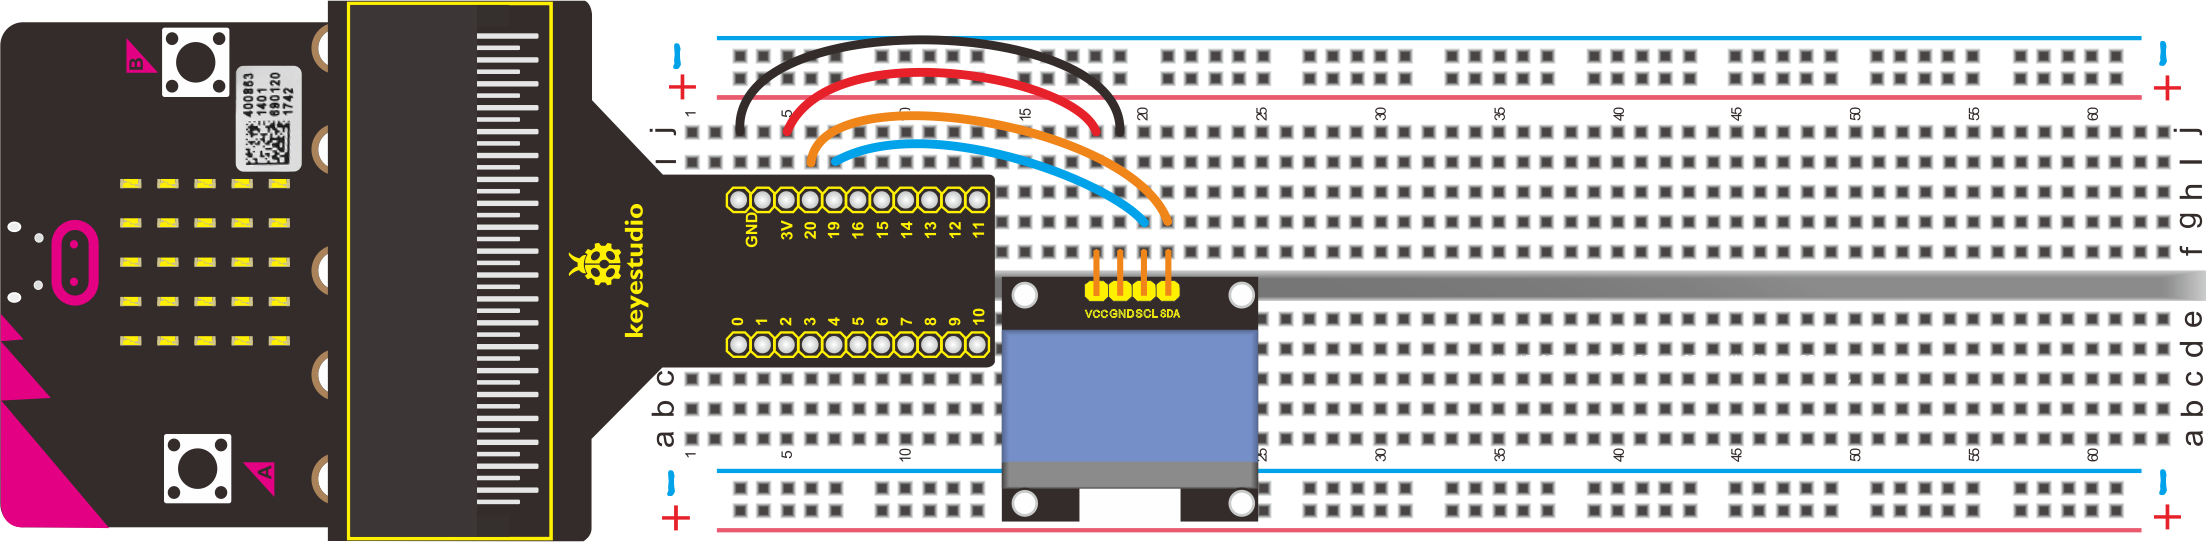 B
400863
1401
690120
1742
A
keyestudio
GND 3V 20 19 16 15 14 13 12 11
0 1 2 3 4 5 6 7 8 9 10
VCC GND SCL SDA
− −
+ +
1 5 10 15 20 25 30 35 40 45 50 55 60
j j
I I
h
g
f
e
d
c c
b b
a a
1 5 10 25 30 35 40 45 50 55 60
− −
+ +